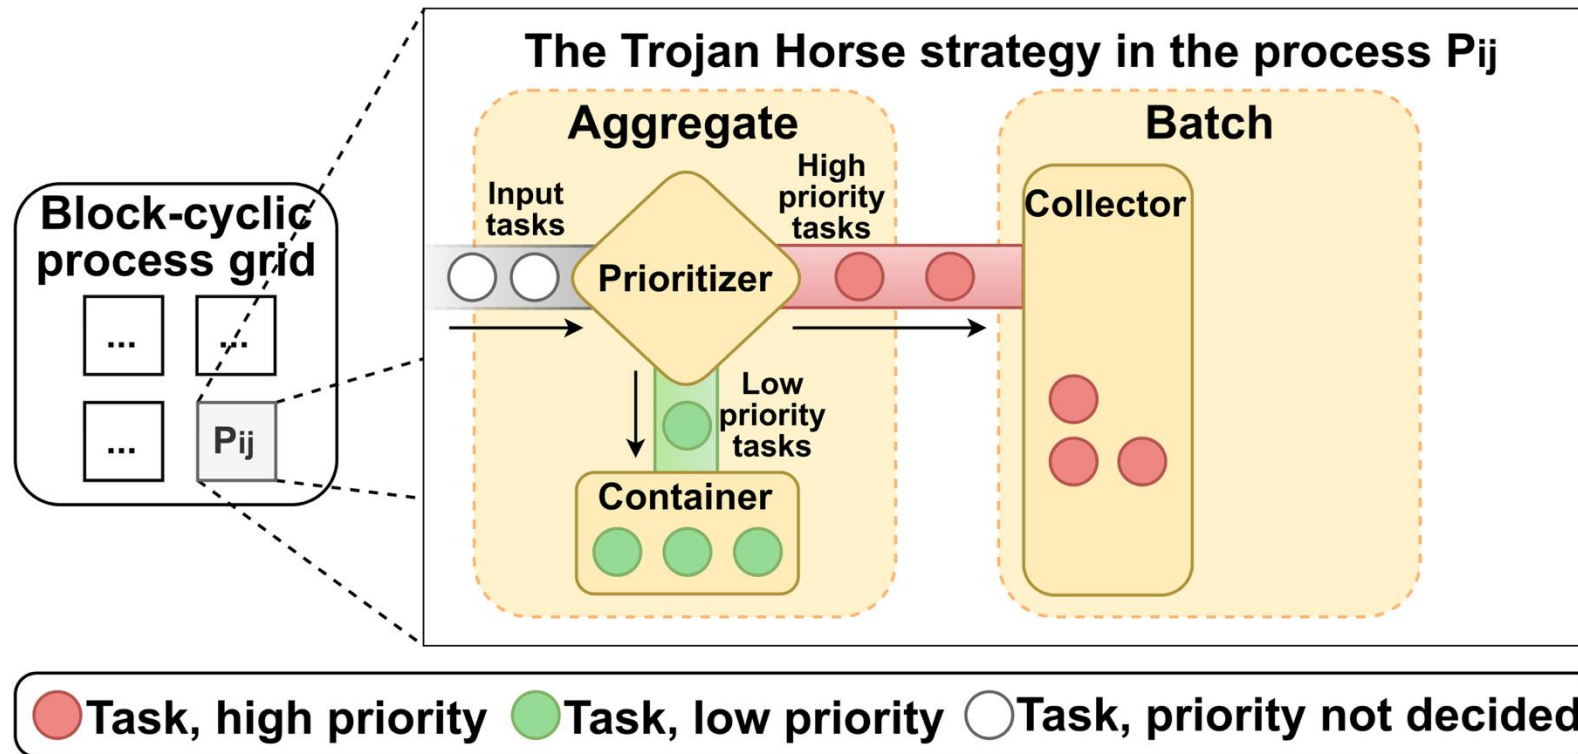 The Trojan Horse strategy in the process Pij
Block-cyclic
process grid
...
...
...
Pij
Aggregate
Input
tasks
Prioritizer
High
priority
tasks
Low
priority
tasks
Container
Batch
Collector
Task, high priority
Task, low priority
Task, priority not decided